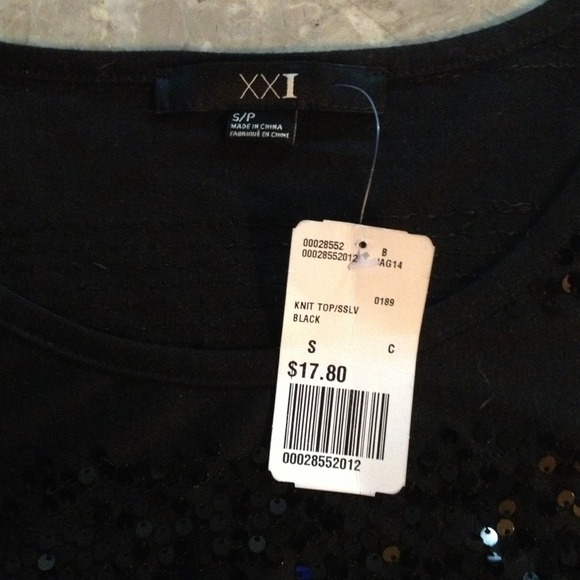 XXI
S/P
MADE IN CHINA
FABRIQUÉ EN CHINE
00028552 B
00028552012 AG14
KNIT TOP/SSLV 0189
BLACK
S C
$17.80
00028552012